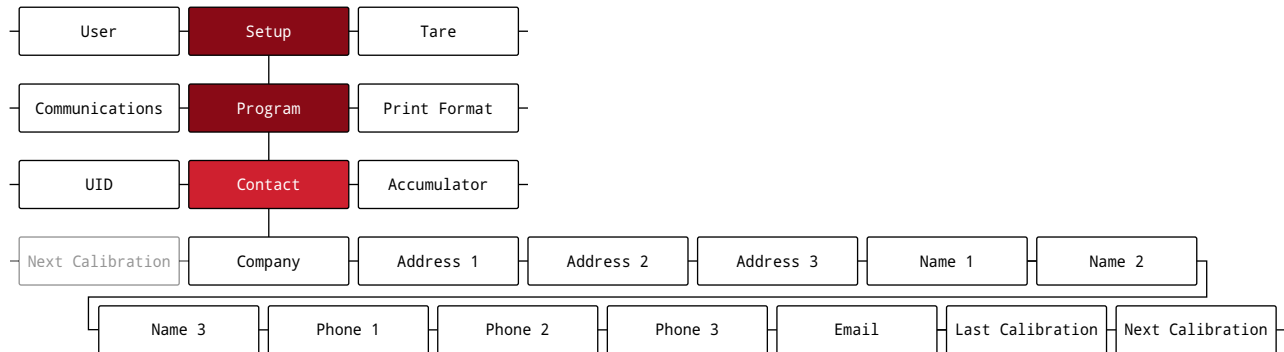 User
Setup
Tare
Communications
Program
Print Format
UID
Contact
Accumulator
Next Calibration
Company
Address 1
Address 2
Address 3
Name 1
Name 2
Name 3
Phone 1
Phone 2
Phone 3
Email
Last Calibration
Next Calibration